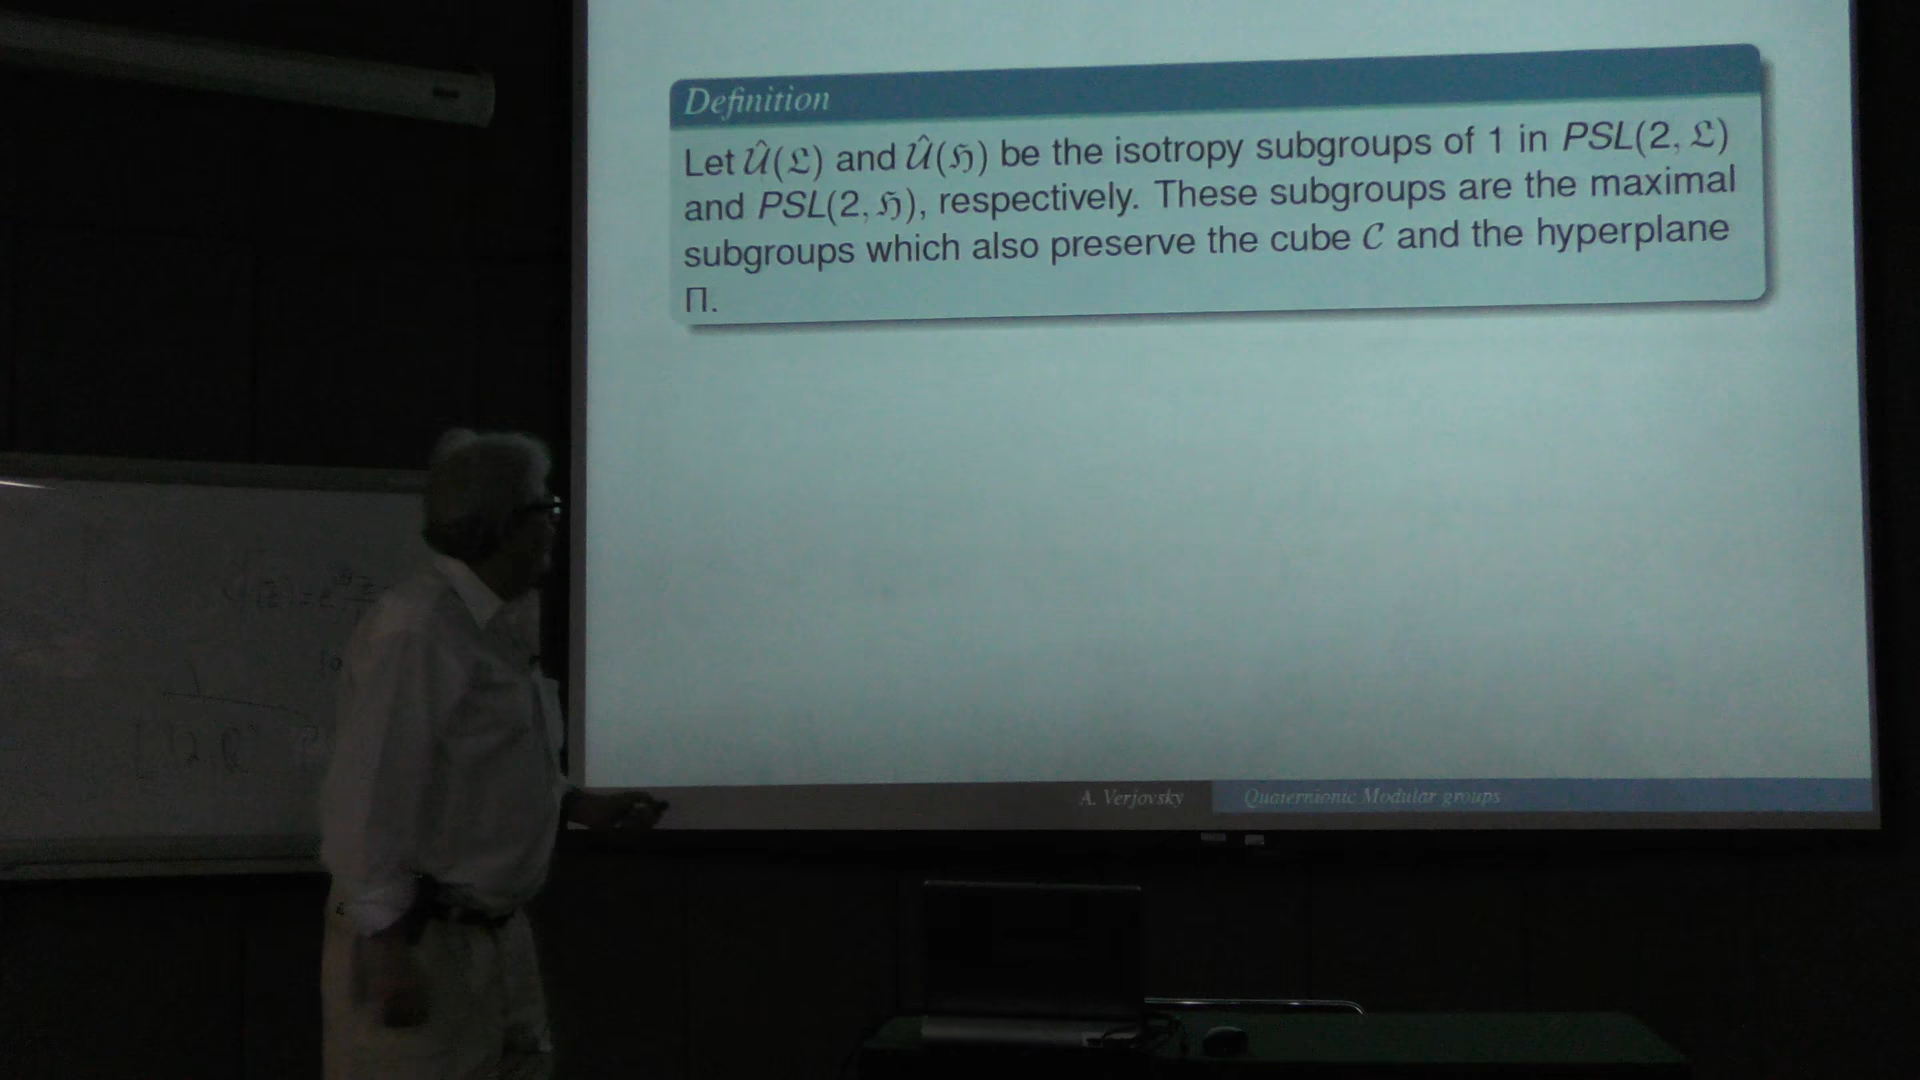 Definition
Let Û(𝔏) and Û(ℌ) be the isotropy subgroups of 1 in PSL(2, 𝔏)
and PSL(2, ℌ), respectively. These subgroups are the maximal
subgroups which also preserve the cube C and the hyperplane
Π.
A. Verjovsky
Quaternionic Modular groups